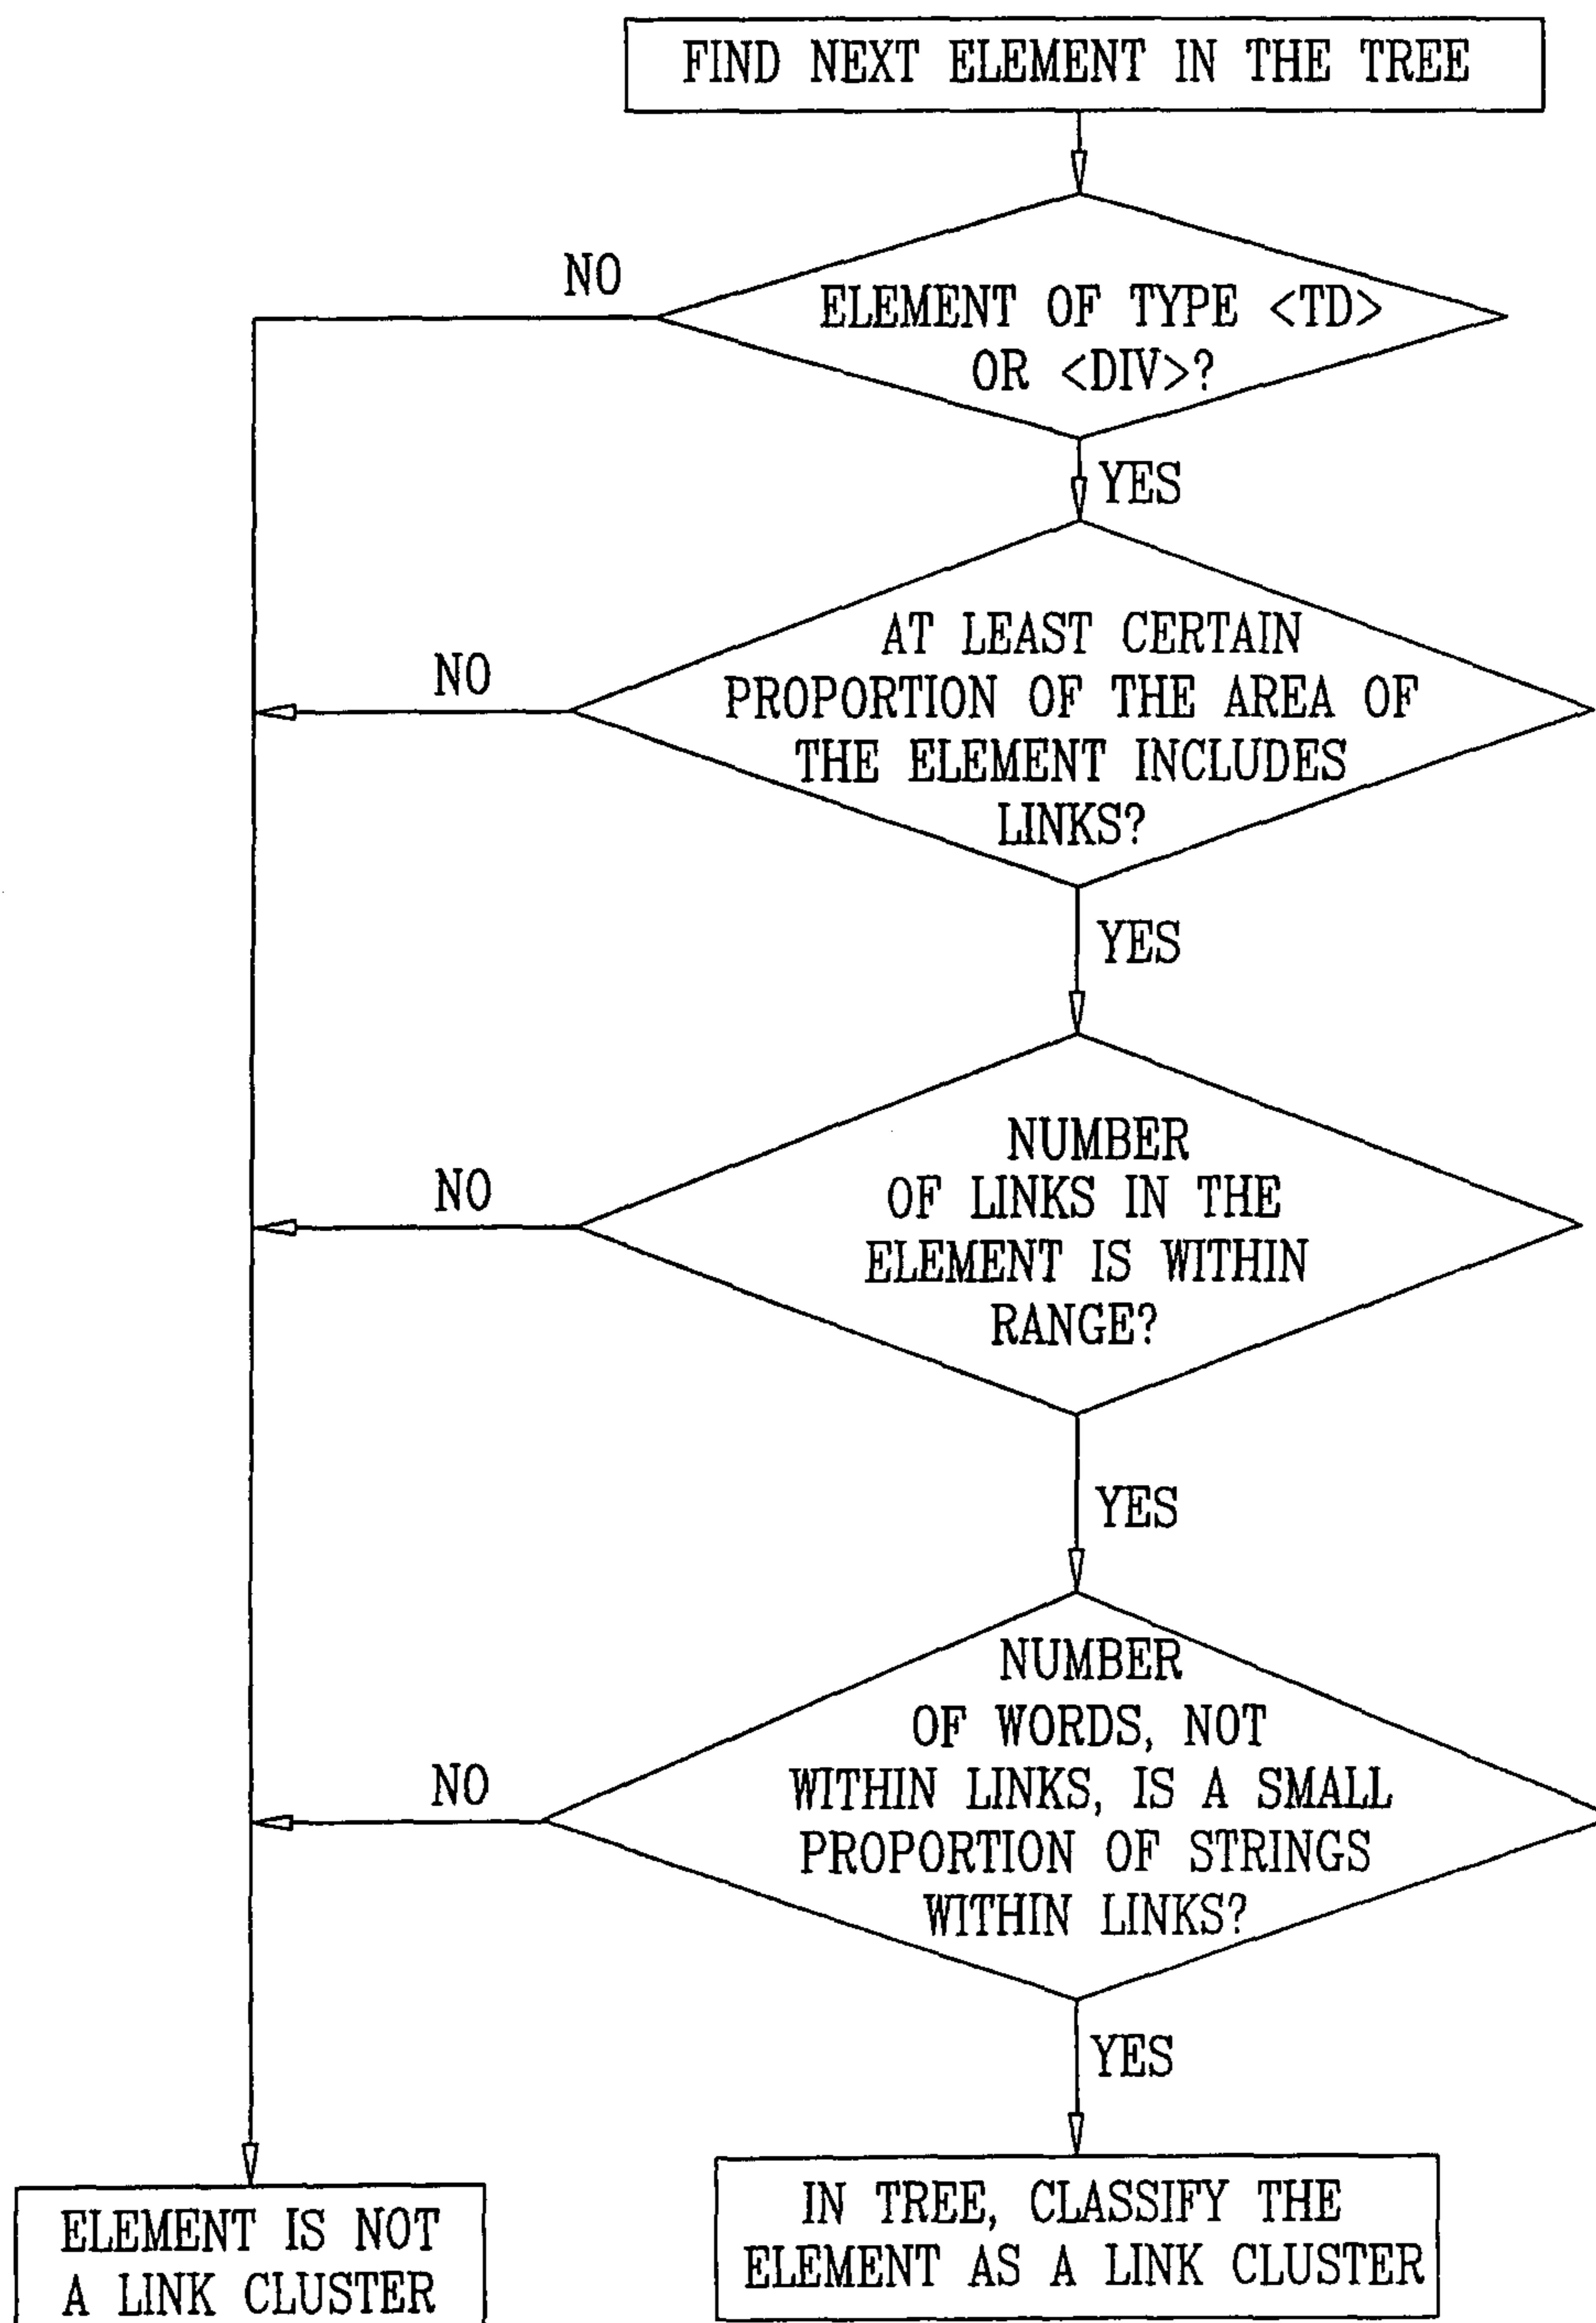 FIND NEXT ELEMENT IN THE TREE
NO
ELEMENT OF TYPE <TD>
OR <DIV>?
YES
AT LEAST CERTAIN
PROPORTION OF THE AREA OF
THE ELEMENT INCLUDES
LINKS?
NO
YES
NUMBER
OF LINKS IN THE
ELEMENT IS WITHIN
RANGE?
NO
YES
NUMBER
OF WORDS, NOT
WITHIN LINKS, IS A SMALL
PROPORTION OF STRINGS
WITHIN LINKS?
NO
YES
ELEMENT IS NOT
A LINK CLUSTER
IN TREE, CLASSIFY THE
ELEMENT AS A LINK CLUSTER